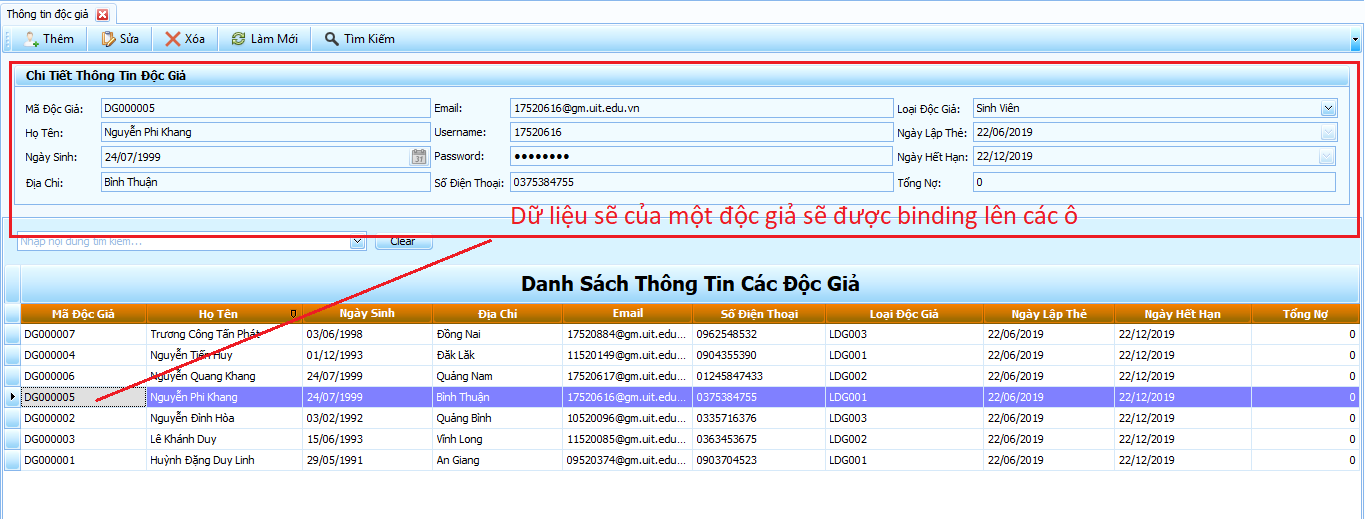 Thông tin độc giả
Thêm Sửa Xóa Làm Mới Tìm Kiếm
Chi Tiết Thông Tin Độc Giả
Mã Độc Giả: DG000005 Email: 17520616@gm.uit.edu.vn Loại Độc Giả: Sinh Viên
Họ Tên: Nguyễn Phi Khang Username: 17520616 Ngày Lập Thẻ: 22/06/2019
Ngày Sinh: 24/07/1999 31 Password: ●●●●●●●● Ngày Hết Hạn: 22/12/2019
Địa Chỉ: Bình Thuận Số Điện Thoại: 0375384755 Tổng Nợ: 0
Dữ liệu sẽ của một độc giả sẽ được binding lên các ô
Nhập nội dung tìm kiếm... Clear
Danh Sách Thông Tin Các Độc Giả
Mã Độc Giả Họ Tên Ngày Sinh Địa Chỉ Email Số Điện Thoại Loại Độc Giả Ngày Lập Thẻ Ngày Hết Hạn Tổng Nợ
DG000007 Trương Công Tấn Phát 03/06/1998 Đồng Nai 17520884@gm.uit.edu... 0962548532 LDG003 22/06/2019 22/12/2019 0
DG000004 Nguyễn Tiến Huy 01/12/1993 Đăk Lăk 11520149@gm.uit.edu... 0904355390 LDG001 22/06/2019 22/12/2019 0
DG000006 Nguyễn Quang Khang 24/07/1999 Quảng Nam 17520617@gm.uit.edu... 01245847433 LDG002 22/06/2019 22/12/2019 0
DG000005 Nguyễn Phi Khang 24/07/1999 Bình Thuận 17520616@gm.uit.edu... 0375384755 LDG001 22/06/2019 22/12/2019 0
DG000002 Nguyễn Đình Hòa 03/02/1992 Quảng Bình 10520096@gm.uit.edu... 0335716376 LDG003 22/06/2019 22/12/2019 0
DG000003 Lê Khánh Duy 15/06/1993 Vĩnh Long 11520085@gm.uit.edu... 0363453675 LDG002 22/06/2019 22/12/2019 0
DG000001 Huỳnh Đặng Duy Linh 29/05/1991 An Giang 09520374@gm.uit.edu... 0903704523 LDG001 22/06/2019 22/12/2019 0